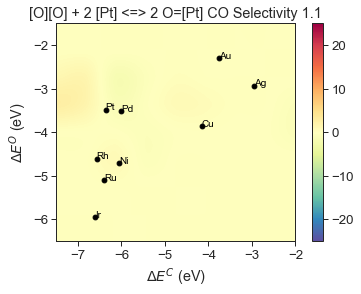 [O][O] + 2 [Pt] <=> 2 O=[Pt] CO Selectivity 1.1
20
10
0
−10
−20
−2
−3
−4
−5
−6
ΔE^O (eV)
Au
Ag
Pt
Pd
Cu
Rh
Ni
Ru
Ir
−7
−6
−5
−4
−3
−2
ΔE^C (eV)